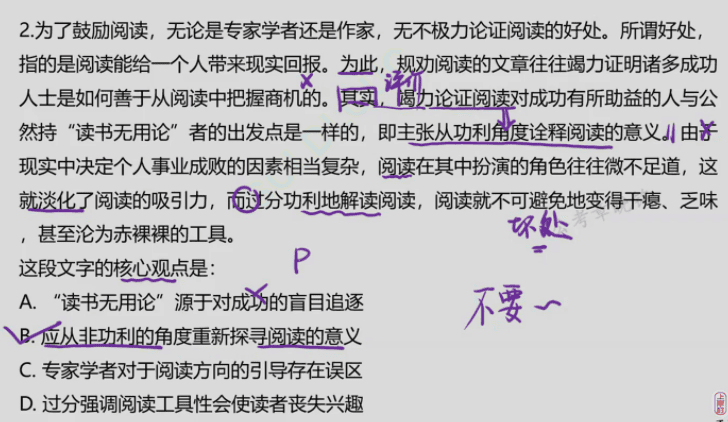 2.为了鼓励阅读，无论是专家学者还是作家，无不极力论证阅读的好处。所谓好处，
指的是阅读能给一个人带来现实回报。为此，规劝阅读的文章往往竭力证明诸多成功
人士是如何善于从阅读中把握商机的。其实，竭力论证阅读对成功有所助益的人与公
然持“读书无用论”者的出发点是一样的，即主张从功利角度诠释阅读的意义。由于
现实中决定个人事业成败的因素相当复杂，阅读在其中扮演的角色往往微不足道，这
就淡化了阅读的吸引力，而过分功利地解读阅读，阅读就不可避免地变得干瘪、乏味
，甚至沦为赤裸裸的工具。
坏处
这段文字的核心观点是：
P
A. “读书无用论”源于对成功的盲目追逐
不要
B. 应从非功利的角度重新探寻阅读的意义
C. 专家学者对于阅读方向的引导存在误区
D. 过分强调阅读工具性会使读者丧失兴趣